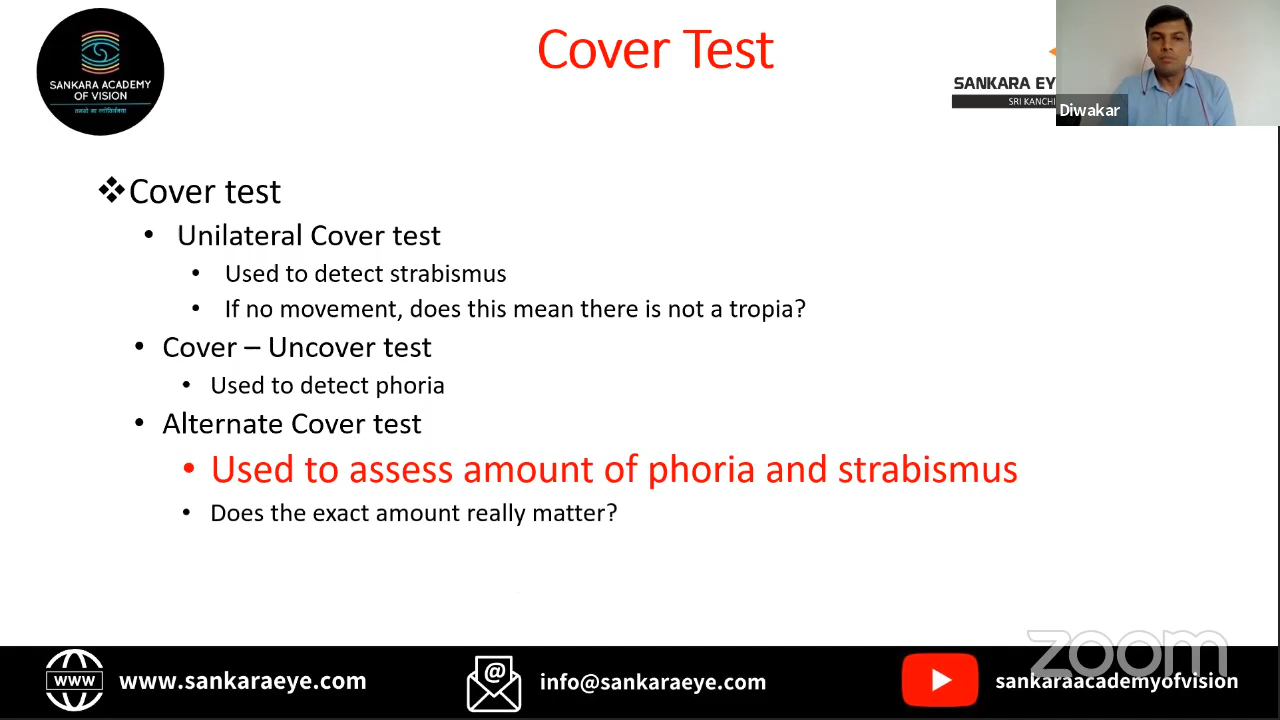 Cover Test
SANKARA ACADEMY
OF VISION
SANKARA EY
SRI KANCHI
Diwakar
❖Cover test
• Unilateral Cover test
• Used to detect strabismus
• If no movement, does this mean there is not a tropia?
• Cover – Uncover test
• Used to detect phoria
• Alternate Cover test
• Used to assess amount of phoria and strabismus
• Does the exact amount really matter?
zoom
www
www.sankaraeye.com
@
info@sankaraeye.com
sankaraacademyofvision